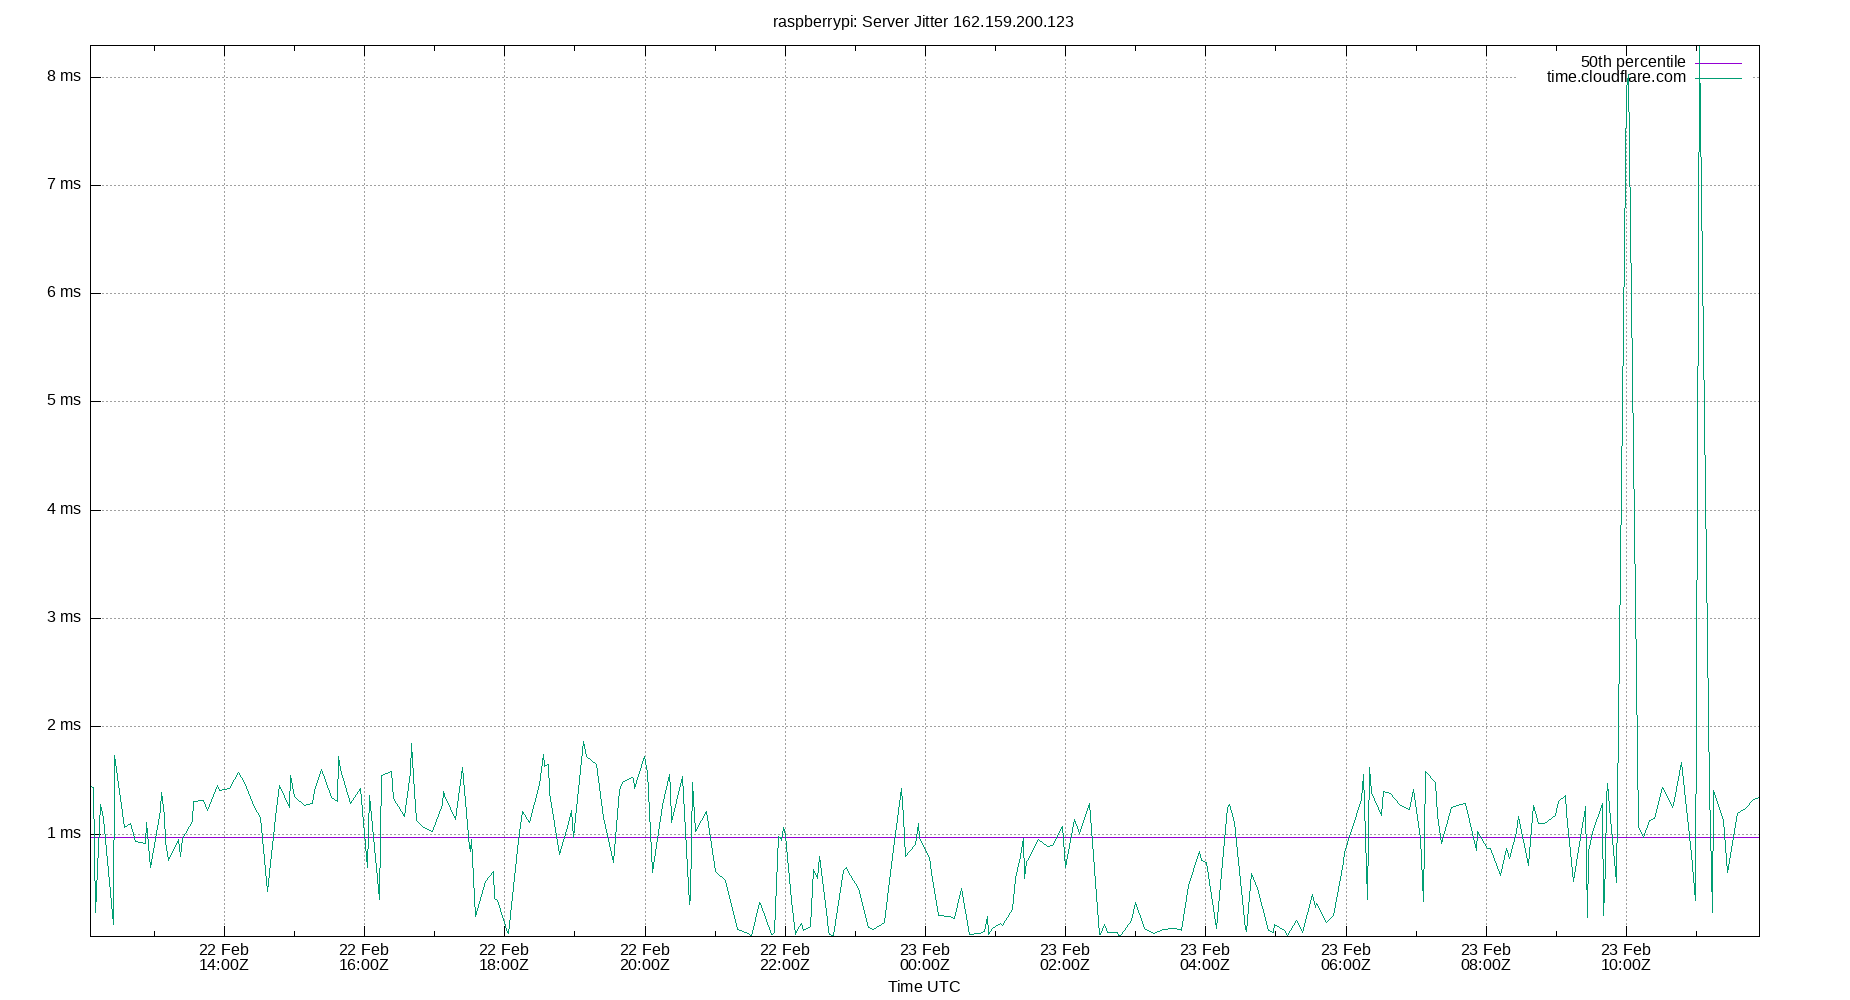 raspberrypi: Server Jitter 162.159.200.123
50th percentile
time.cloudflare.com
8 ms
7 ms
6 ms
5 ms
4 ms
3 ms
2 ms
1 ms
22 Feb 14:00Z
22 Feb 16:00Z
22 Feb 18:00Z
22 Feb 20:00Z
22 Feb 22:00Z
23 Feb 00:00Z
23 Feb 02:00Z
23 Feb 04:00Z
23 Feb 06:00Z
23 Feb 08:00Z
23 Feb 10:00Z
Time UTC